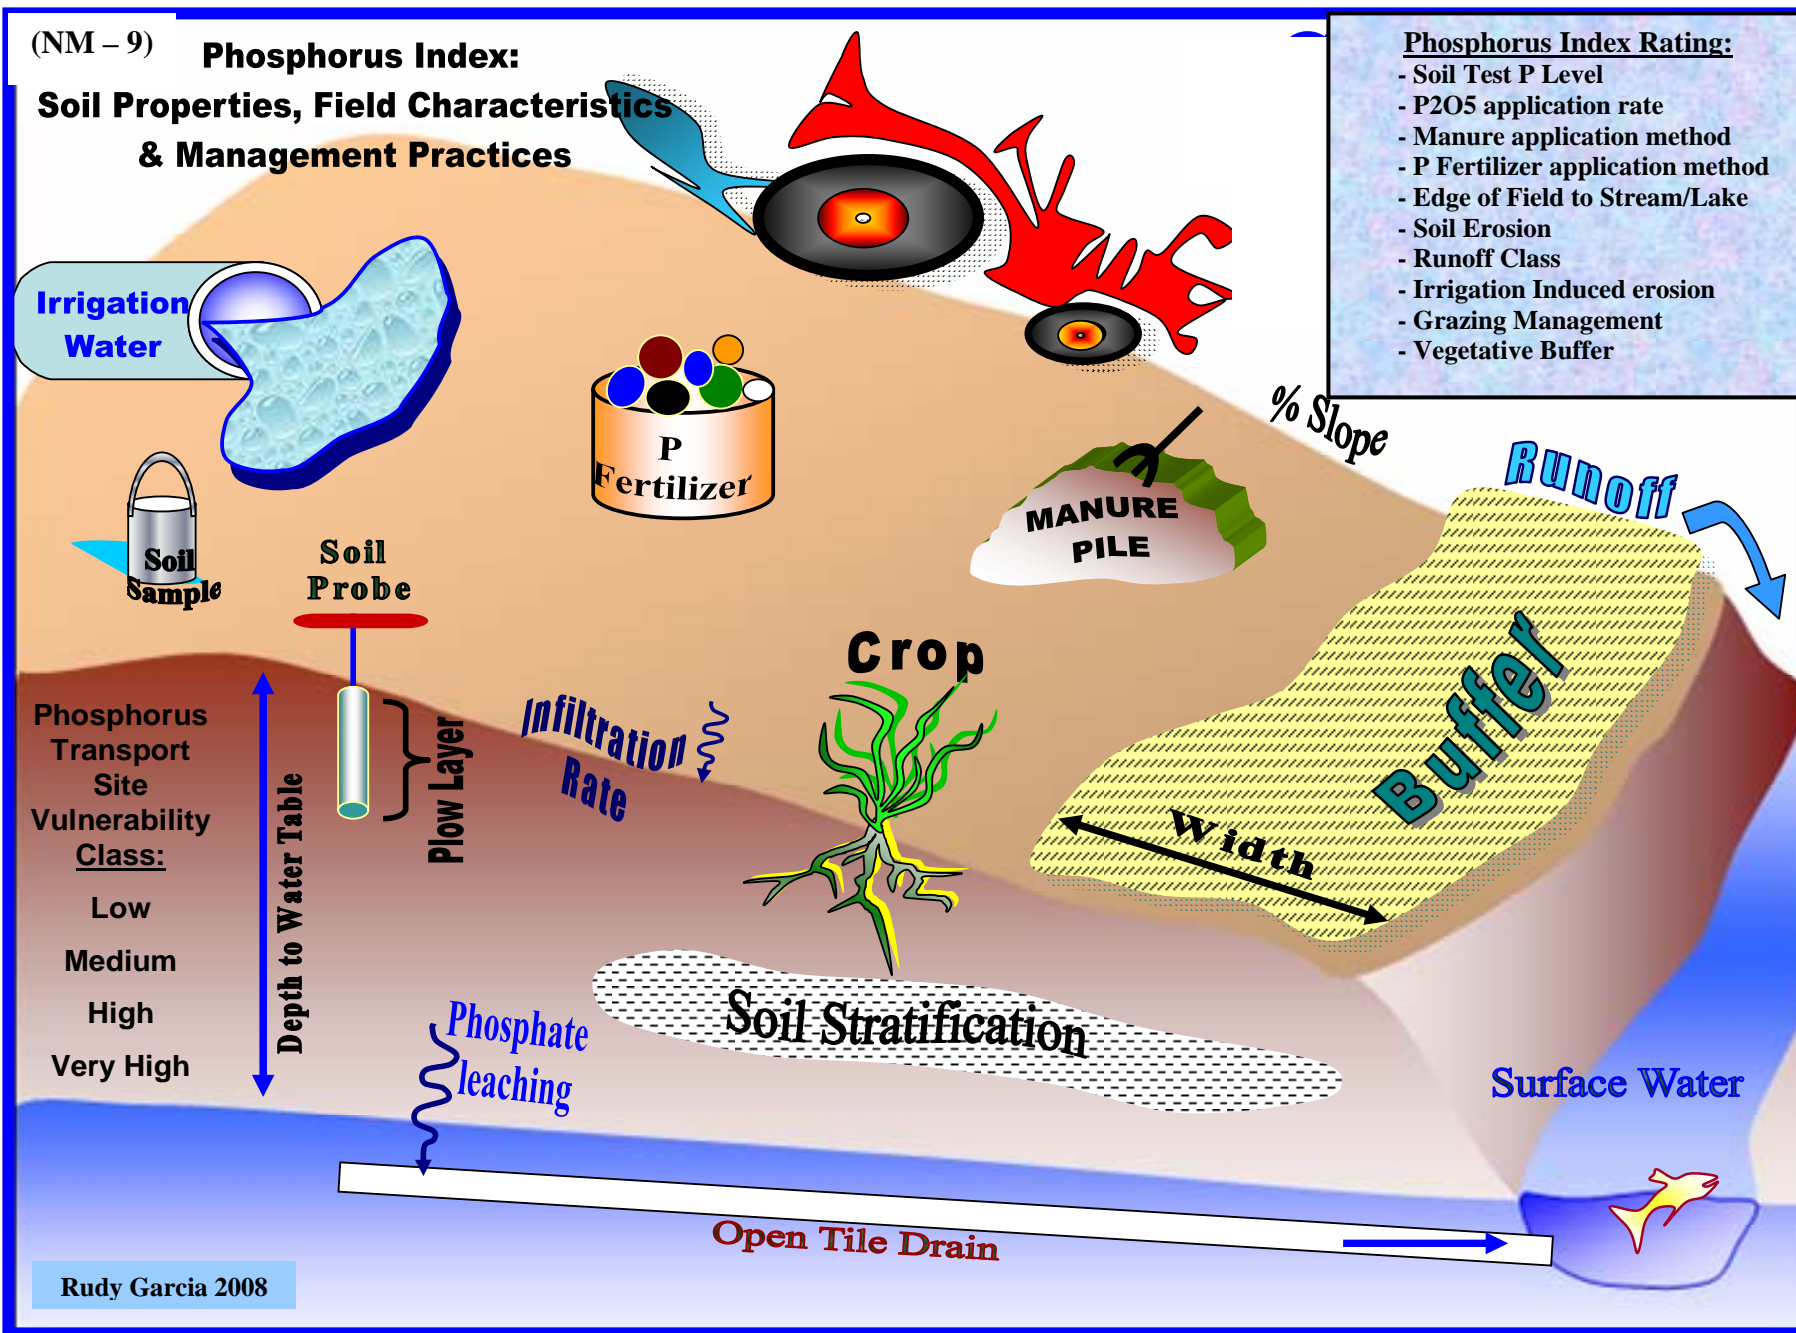 (NM – 9)
Phosphorus Index:
Soil Properties, Field Characteristics
& Management Practices
Phosphorus Index Rating:
- Soil Test P Level
- P2O5 application rate
- Manure application method
- P Fertilizer application method
- Edge of Field to Stream/Lake
- Soil Erosion
- Runoff Class
- Irrigation Induced erosion
- Grazing Management
- Vegetative Buffer
Irrigation
Water
P
Fertilizer
% Slope
Runoff
MANURE
PILE
Soil
Sample
Soil
Probe
Crop
Buffer
Width
Infiltration
Rate
Plow Layer
Phosphorus
Transport
Site
Vulnerability
Class:
Low
Medium
High
Very High
Depth to Water Table
Phosphate
leaching
Soil Stratification
Surface Water
Open Tile Drain
Rudy Garcia 2008